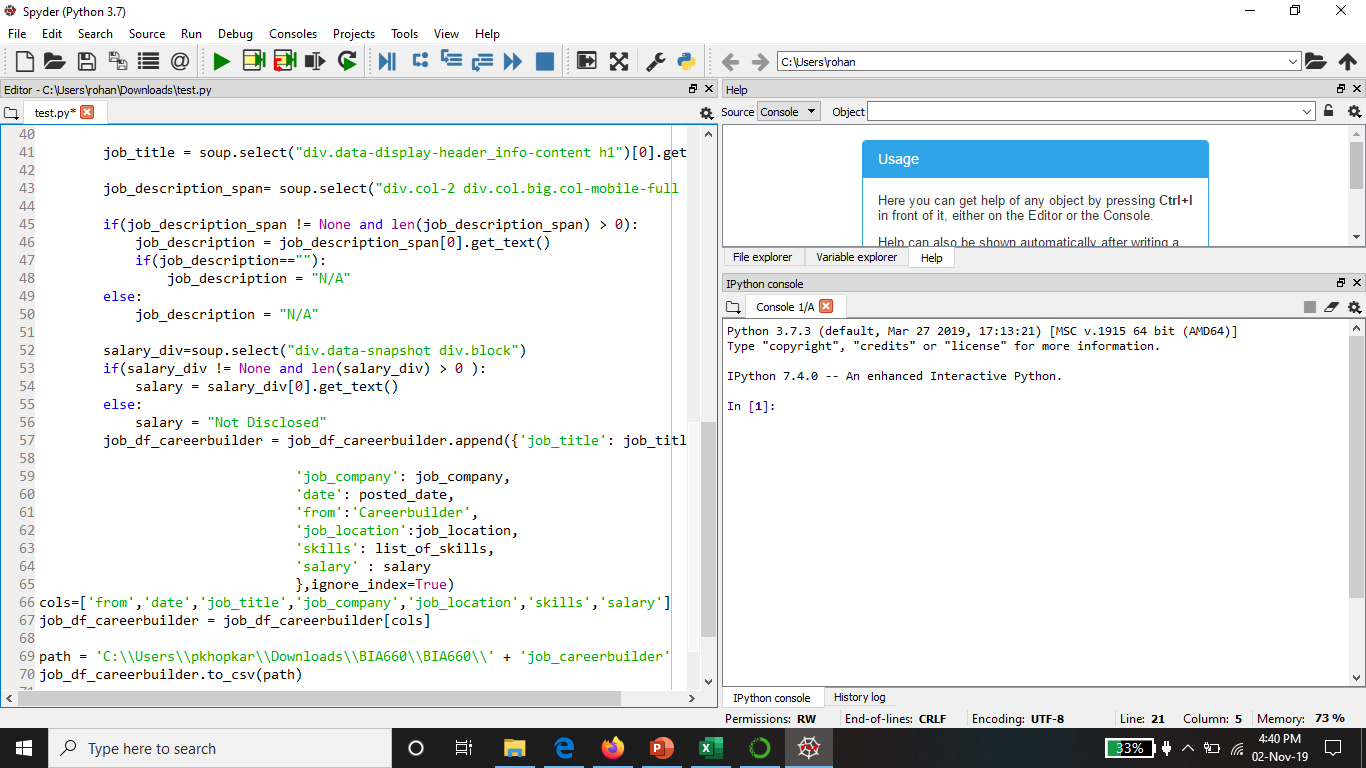 Spyder (Python 3.7)
File Edit Search Source Run Debug Consoles Projects Tools View Help
C:\Users\rohan
Editor - C:\Users\rohan\Downloads\test.py
test.py*
40
41 job_title = soup.select("div.data-display-header_info-content h1")[0].get
42
43 job_description_span= soup.select("div.col-2 div.col.big.col-mobile-full
44
45 if(job_description_span != None and len(job_description_span) > 0):
46 job_description = job_description_span[0].get_text()
47 if(job_description==""):
48 job_description = "N/A"
49 else:
50 job_description = "N/A"
51
52 salary_div=soup.select("div.data-snapshot div.block")
53 if(salary_div != None and len(salary_div) > 0 ):
54 salary = salary_div[0].get_text()
55 else:
56 salary = "Not Disclosed"
57 job_df_careerbuilder = job_df_careerbuilder.append({'job_title': job_titl
58
59 'job_company': job_company,
60 'date': posted_date,
61 'from':'Careerbuilder',
62 'job_location':job_location,
63 'skills': list_of_skills,
64 'salary' : salary
65 },ignore_index=True)
66 cols=['from','date','job_title','job_company','job_location','skills','salary']
67 job_df_careerbuilder = job_df_careerbuilder[cols]
68
69 path = 'C:\\Users\\pkhopkar\\Downloads\\BIA660\\BIA660\\' + 'job_careerbuilder'
70 job_df_careerbuilder.to_csv(path)
Help
Source Console Object
Usage
Here you can get help of any object by pressing Ctrl+I
in front of it, either on the Editor or the Console.
Help can also be shown automatically after writing a
File explorer Variable explorer Help
IPython console
Console 1/A
Python 3.7.3 (default, Mar 27 2019, 17:13:21) [MSC v.1915 64 bit (AMD64)]
Type "copyright", "credits" or "license" for more information.
IPython 7.4.0 -- An enhanced Interactive Python.
In [1]:
IPython console History log
Permissions: RW End-of-lines: CRLF Encoding: UTF-8 Line: 21 Column: 5 Memory: 73 %
Type here to search
33%
4:40 PM
02-Nov-19